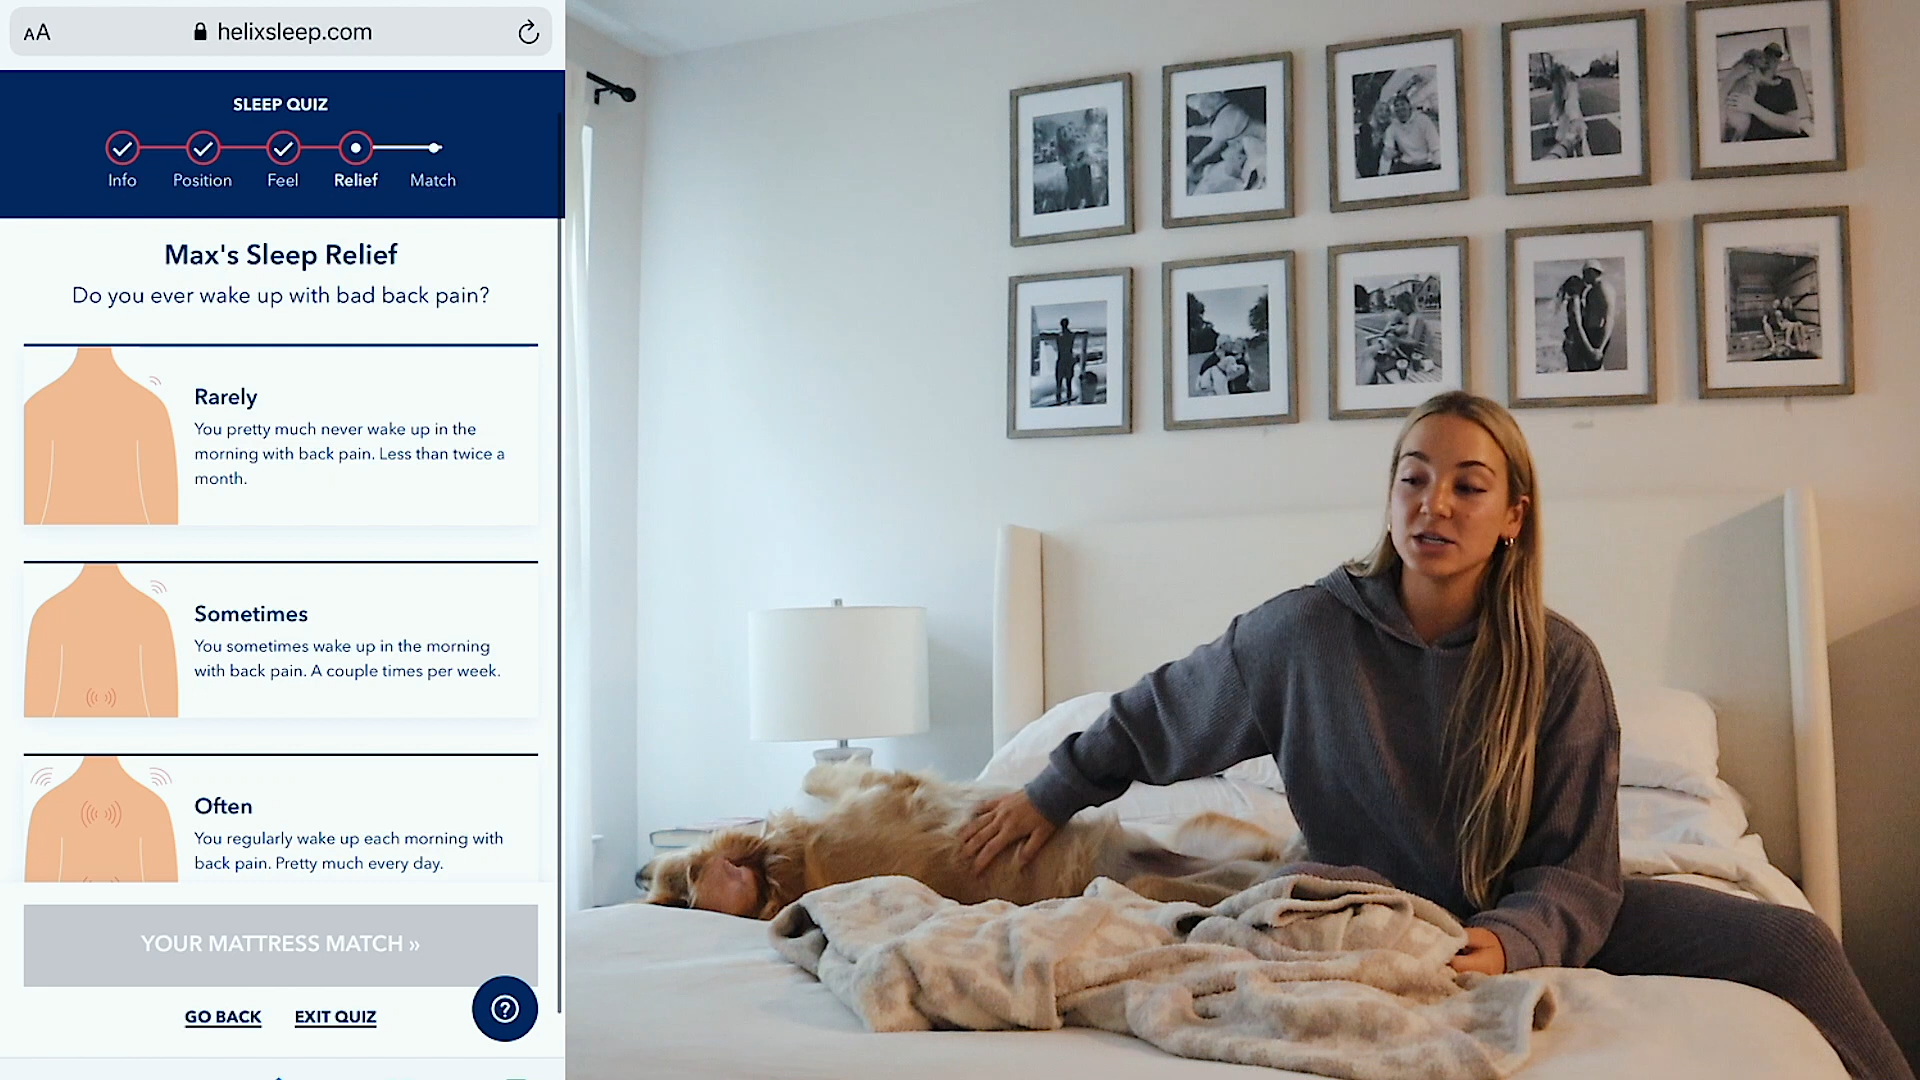 AA helixsleep.com
SLEEP QUIZ
Info Position Feel Relief Match
Max's Sleep Relief
Do you ever wake up with bad back pain?
Rarely
You pretty much never wake up in the
morning with back pain. Less than twice a
month.
Sometimes
You sometimes wake up in the morning
with back pain. A couple times per week.
Often
You regularly wake up each morning with
back pain. Pretty much every day.
YOUR MATTRESS MATCH »
GO BACK EXIT QUIZ
?